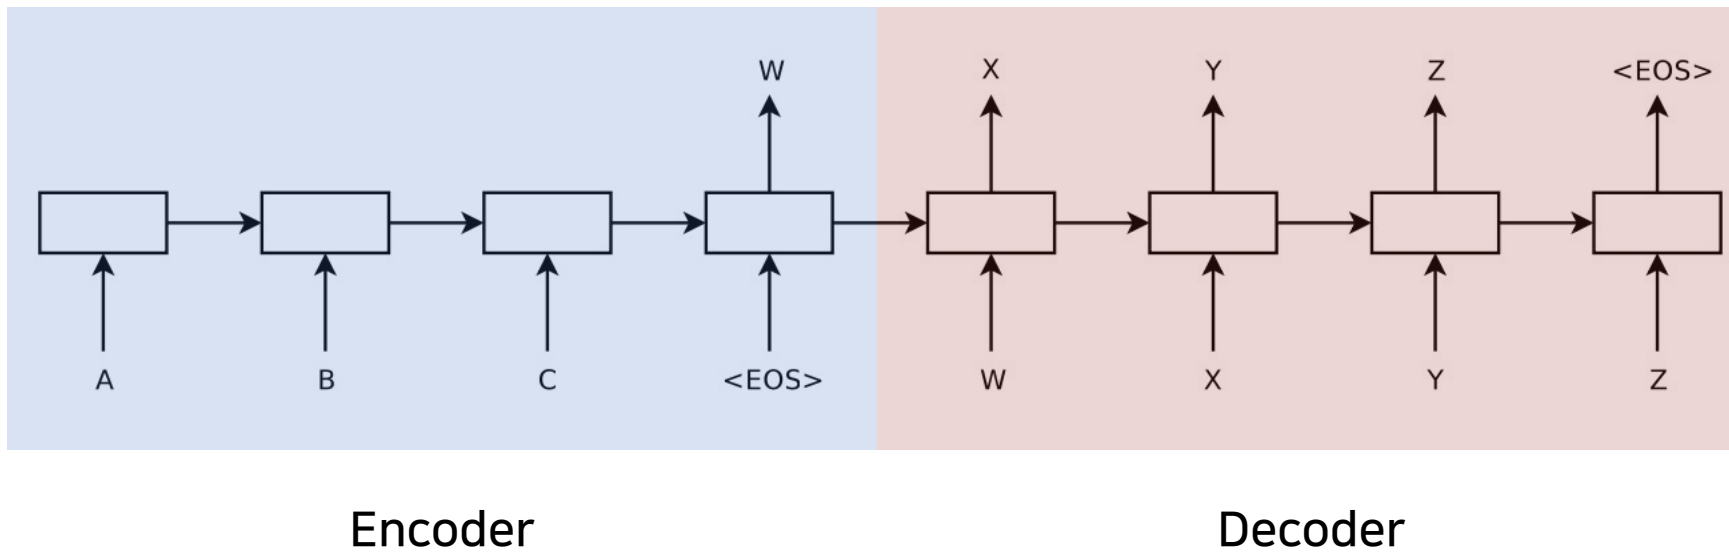 W X Y Z <EOS>
A B C <EOS> W X Y Z
Encoder Decoder